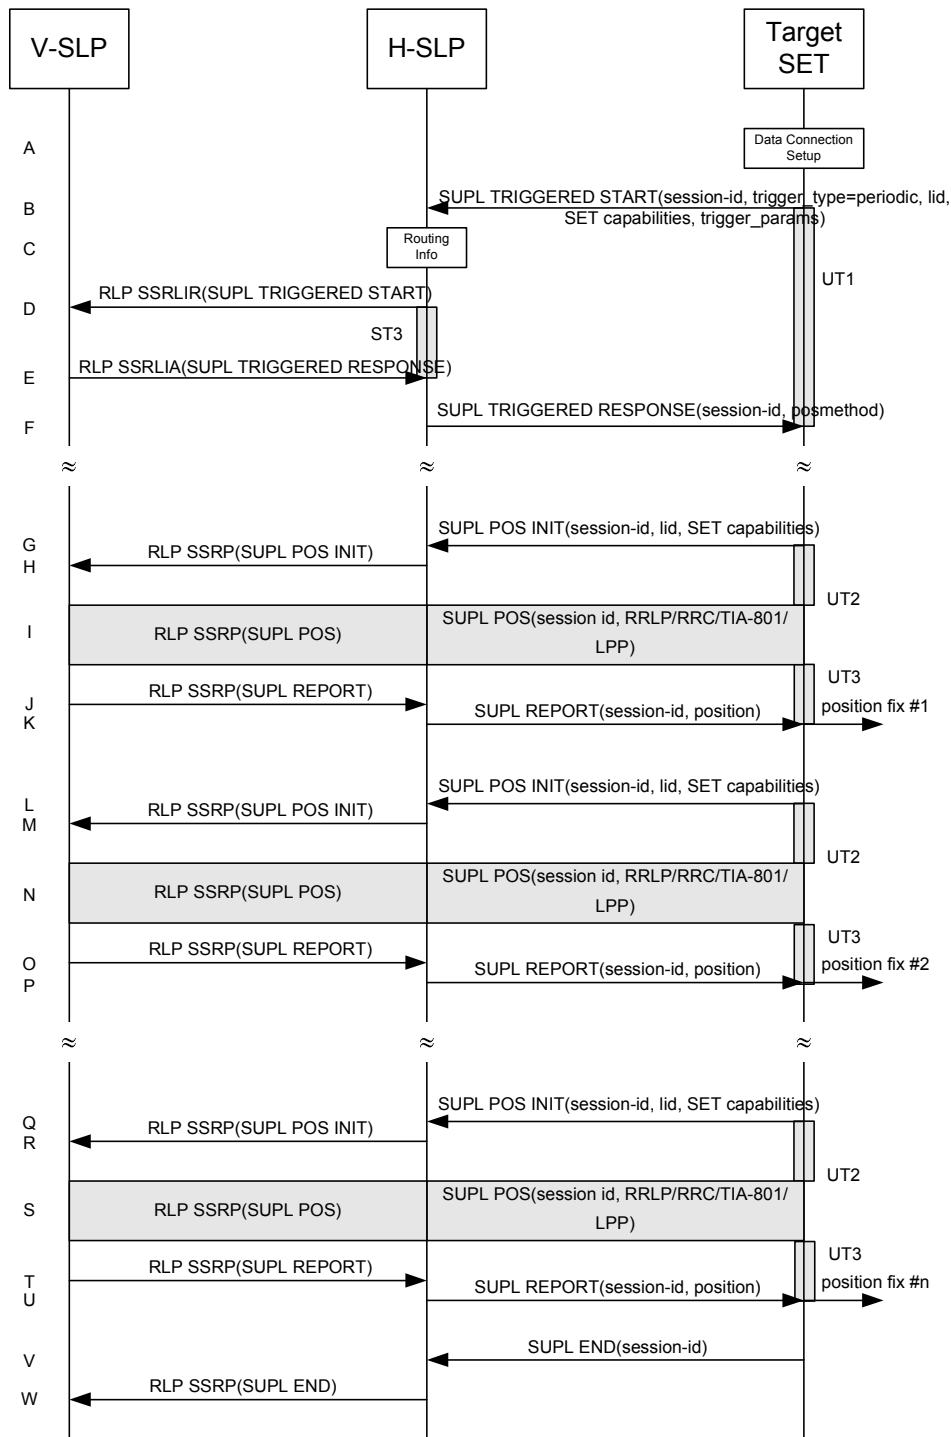 V-SLP
H-SLP
Target
SET
A
Data Connection
Setup
B
SUPL TRIGGERED START(session-id, trigger_type=periodic, lid,
SET capabilities, trigger_params)
C
Routing
Info
UT1
D
RLP SSRLIR(SUPL TRIGGERED START)
ST3
E
RLP SSRLIA(SUPL TRIGGERED RESPONSE)
F
SUPL TRIGGERED RESPONSE(session-id, posmethod)
≈ ≈ ≈
G
SUPL POS INIT(session-id, lid, SET capabilities)
H
RLP SSRP(SUPL POS INIT)
UT2
I
RLP SSRP(SUPL POS)
SUPL POS(session id, RRLP/RRC/TIA-801/
LPP)
UT3
J
RLP SSRP(SUPL REPORT)
K
SUPL REPORT(session-id, position)
position fix #1
L
SUPL POS INIT(session-id, lid, SET capabilities)
M
RLP SSRP(SUPL POS INIT)
UT2
N
RLP SSRP(SUPL POS)
SUPL POS(session id, RRLP/RRC/TIA-801/
LPP)
UT3
O
RLP SSRP(SUPL REPORT)
P
SUPL REPORT(session-id, position)
position fix #2
≈ ≈ ≈
Q
SUPL POS INIT(session-id, lid, SET capabilities)
R
RLP SSRP(SUPL POS INIT)
UT2
S
RLP SSRP(SUPL POS)
SUPL POS(session id, RRLP/RRC/TIA-801/
LPP)
UT3
T
RLP SSRP(SUPL REPORT)
U
SUPL REPORT(session-id, position)
position fix #n
V
SUPL END(session-id)
W
RLP SSRP(SUPL END)